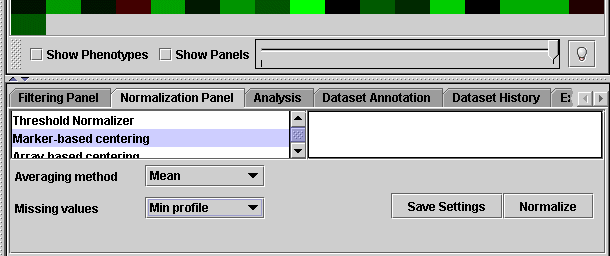 Show Phenotypes Show Panels
Filtering Panel Normalization Panel Analysis Dataset Annotation Dataset History E:
Threshold Normalizer
Marker-based centering
Array based centering
Averaging method Mean
Missing values Min profile Save Settings Normalize